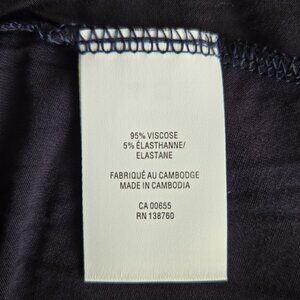 95% VISCOSE
5% ÉLASTHANNE/
ELASTANE
FABRIQUÉ AU CAMBODGE
MADE IN CAMBODIA
CA 00655
RN 138760